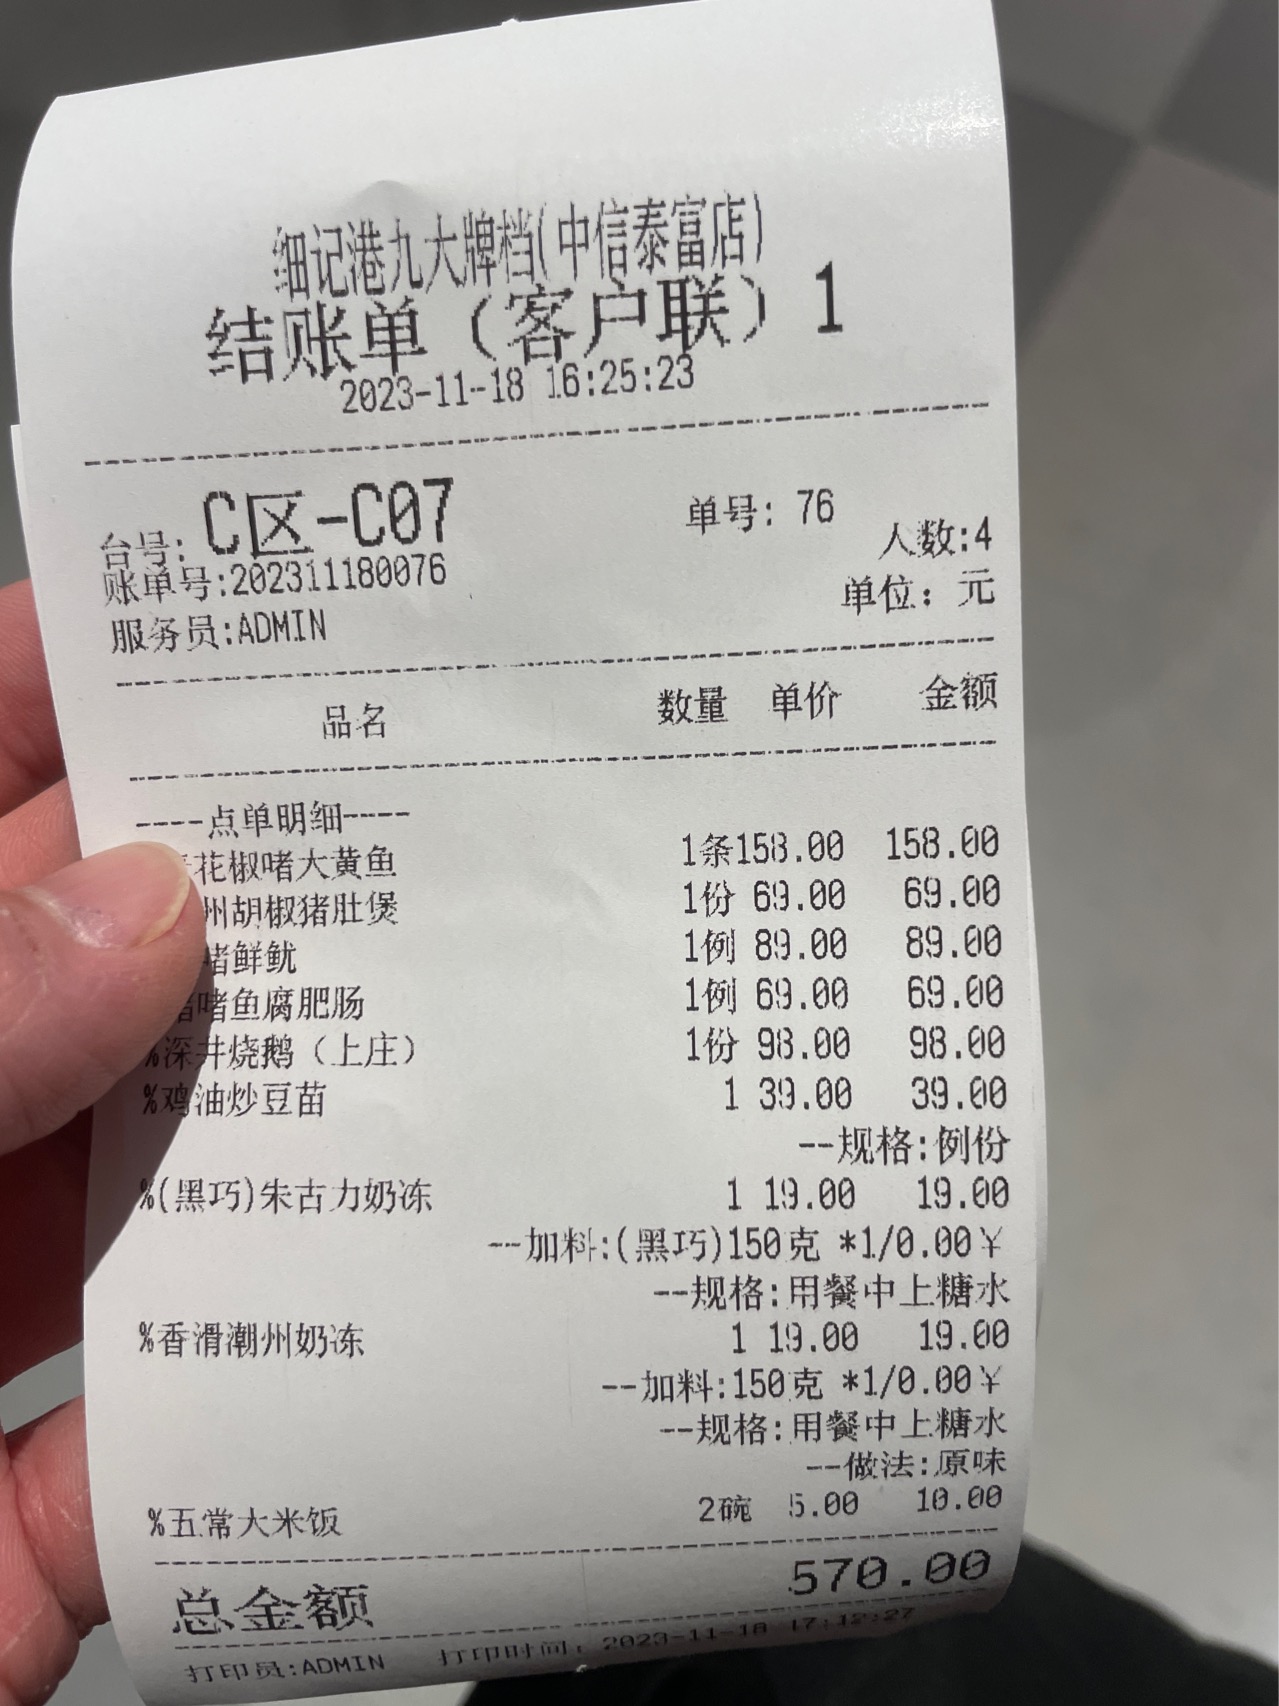 细记港九大牌档(中信泰富店)
结账单（客户联）1
2023-11-18 16:25:23
台号: C区-C07 单号: 76
人数:4
账单号:202311180076
单位：元
服务员:ADMIN
品名 数量 单价 金额
----点单明细----
花椒啫大黄鱼 1条158.00 158.00
州胡椒猪肚煲 1份 69.00 69.00
啫鲜鱿 1例 89.00 89.00
啫鱼腐肥肠 1例 69.00 69.00
%深井烧鹅（上庄） 1份 98.00 98.00
%鸡油炒豆苗 1 39.00 39.00
--规格:例份
%(黑巧)朱古力奶冻 1 19.00 19.00
--加料:(黑巧)150克 *1/0.00¥
--规格:用餐中上糖水
%香滑潮州奶冻 1 19.00 19.00
--加料:150克 *1/0.00¥
--规格:用餐中上糖水
--做法:原味
%五常大米饭 2碗 5.00 10.00
总金额 570.00
打印员:ADMIN 打印时间: 2023-11-18 17:12:27